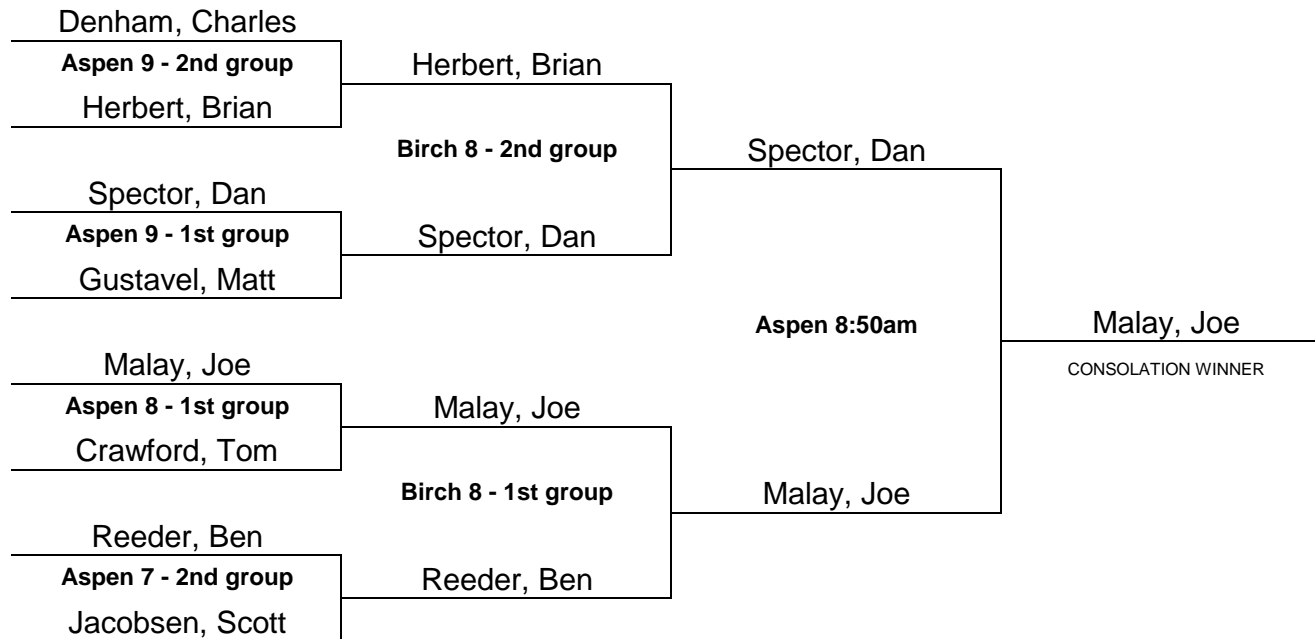 Denham, Charles
Aspen 9 - 2nd group
Herbert, Brian
Herbert, Brian
Birch 8 - 2nd group
Spector, Dan
Spector, Dan
Aspen 9 - 1st group
Spector, Dan
Gustavel, Matt
Aspen 8:50am
Malay, Joe
CONSOLATION WINNER
Malay, Joe
Aspen 8 - 1st group
Malay, Joe
Crawford, Tom
Birch 8 - 1st group
Malay, Joe
Reeder, Ben
Aspen 7 - 2nd group
Reeder, Ben
Jacobsen, Scott